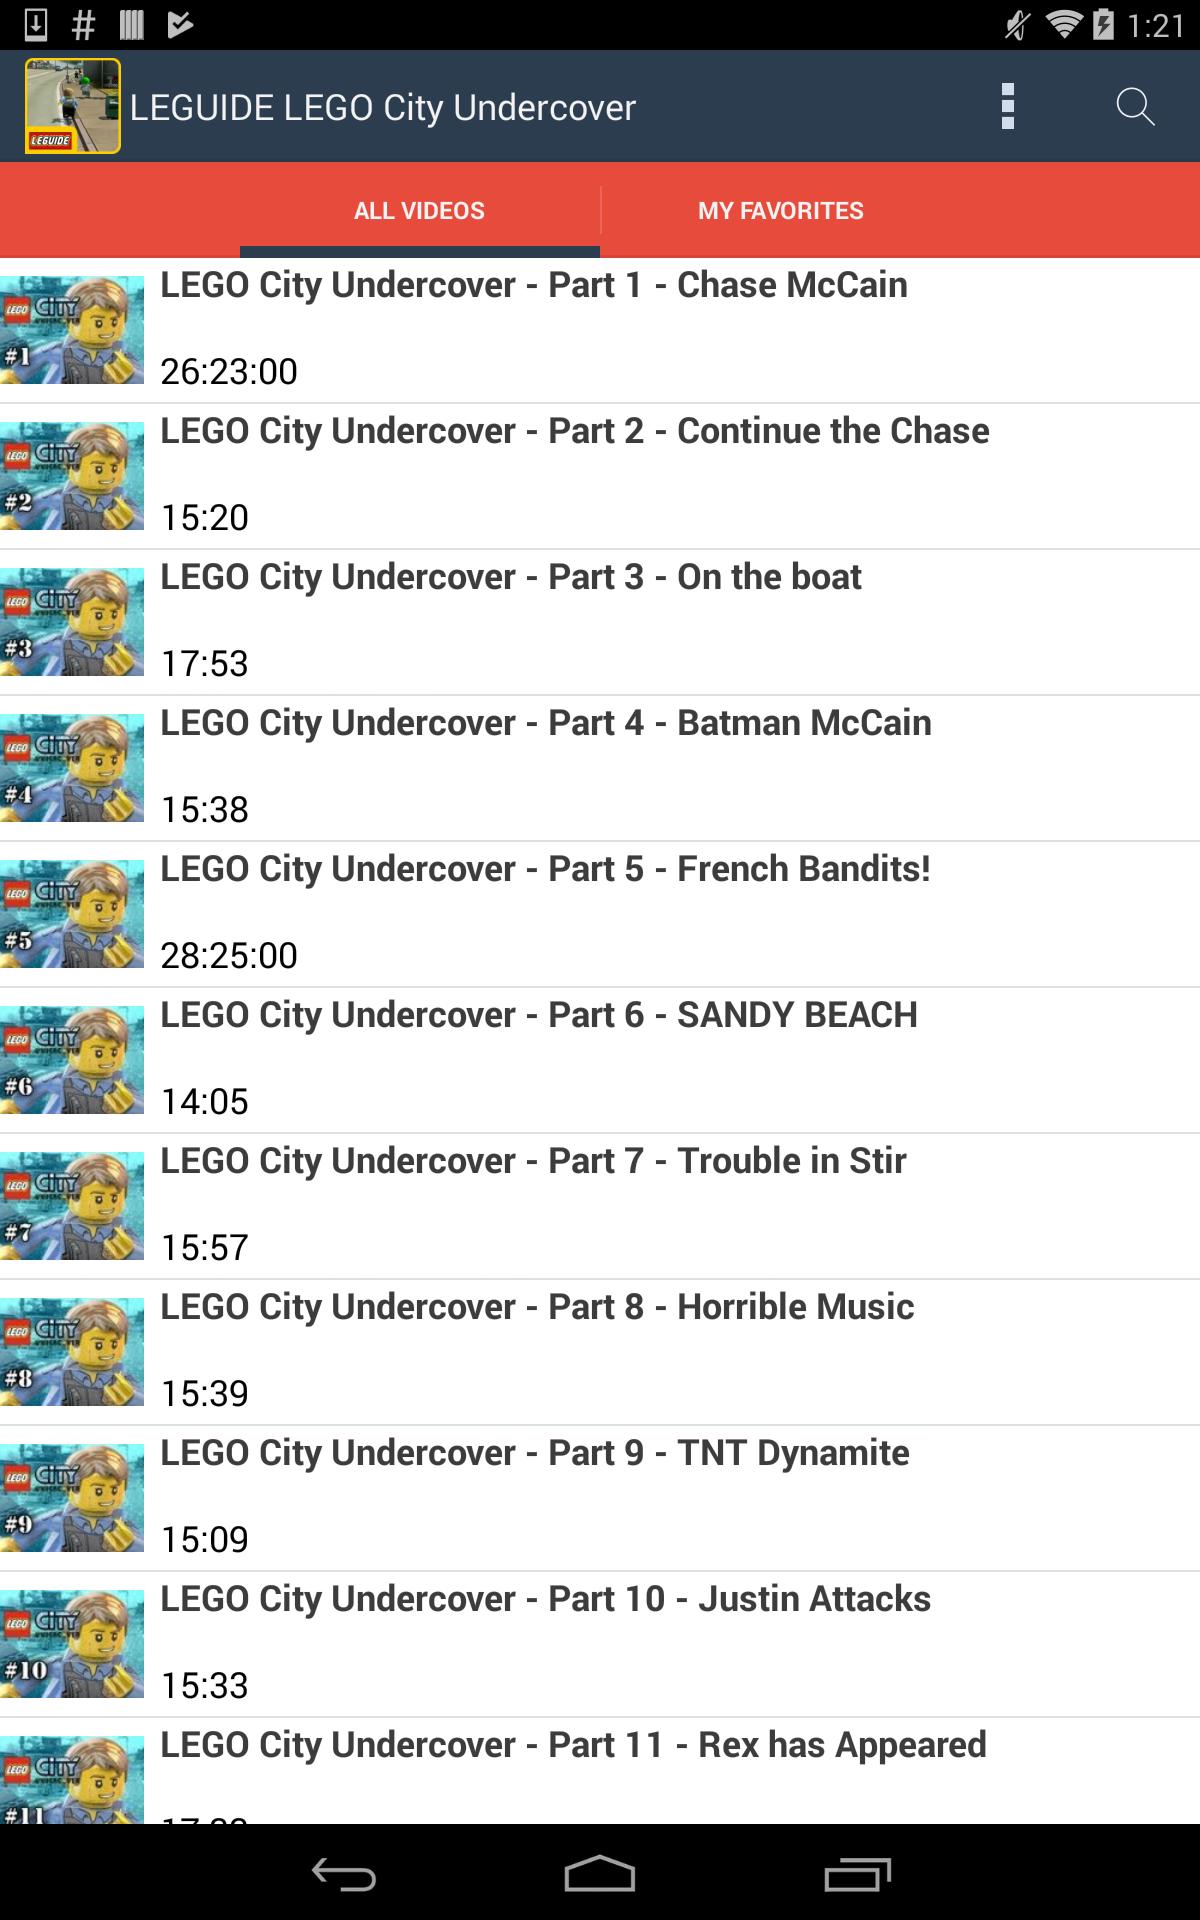 1:21
LEGUIDE
LEGUIDE LEGO City Undercover
ALL VIDEOS
MY FAVORITES
LEGO City Undercover - Part 1 - Chase McCain
LEGO CITY
#1
26:23:00
LEGO City Undercover - Part 2 - Continue the Chase
LEGO CITY
#2
15:20
LEGO City Undercover - Part 3 - On the boat
LEGO CITY
#3
17:53
LEGO City Undercover - Part 4 - Batman McCain
LEGO CITY
#4
15:38
LEGO City Undercover - Part 5 - French Bandits!
LEGO CITY
#5
28:25:00
LEGO City Undercover - Part 6 - SANDY BEACH
LEGO CITY
#6
14:05
LEGO City Undercover - Part 7 - Trouble in Stir
LEGO CITY
#7
15:57
LEGO City Undercover - Part 8 - Horrible Music
LEGO CITY
#8
15:39
LEGO City Undercover - Part 9 - TNT Dynamite
LEGO CITY
#9
15:09
LEGO City Undercover - Part 10 - Justin Attacks
LEGO CITY
#10
15:33
LEGO City Undercover - Part 11 - Rex has Appeared
LEGO CITY
#11